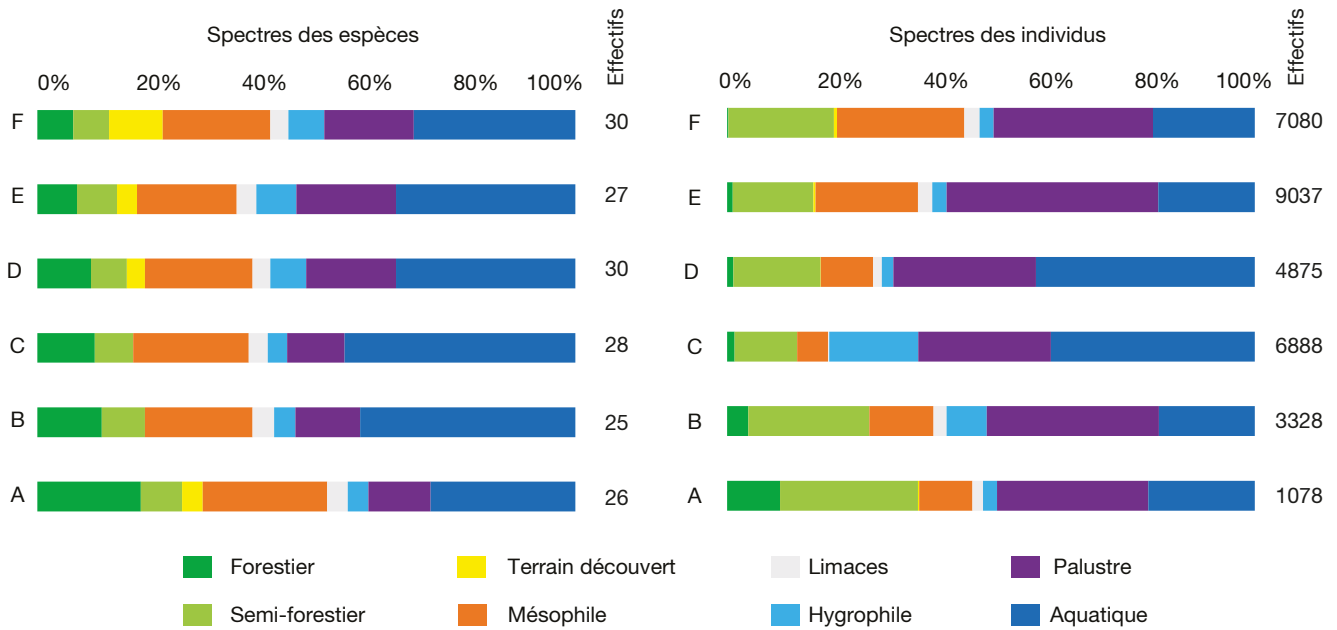 Spectres des espèces
Effectifs
0% 20% 40% 60% 80% 100%
F 30
E 27
D 30
C 28
B 25
A 26
Spectres des individus
Effectifs
0% 20% 40% 60% 80% 100%
F 7080
E 9037
D 4875
C 6888
B 3328
A 1078
Forestier
Terrain découvert
Limaces
Palustre
Semi-forestier
Mésophile
Hygrophile
Aquatique